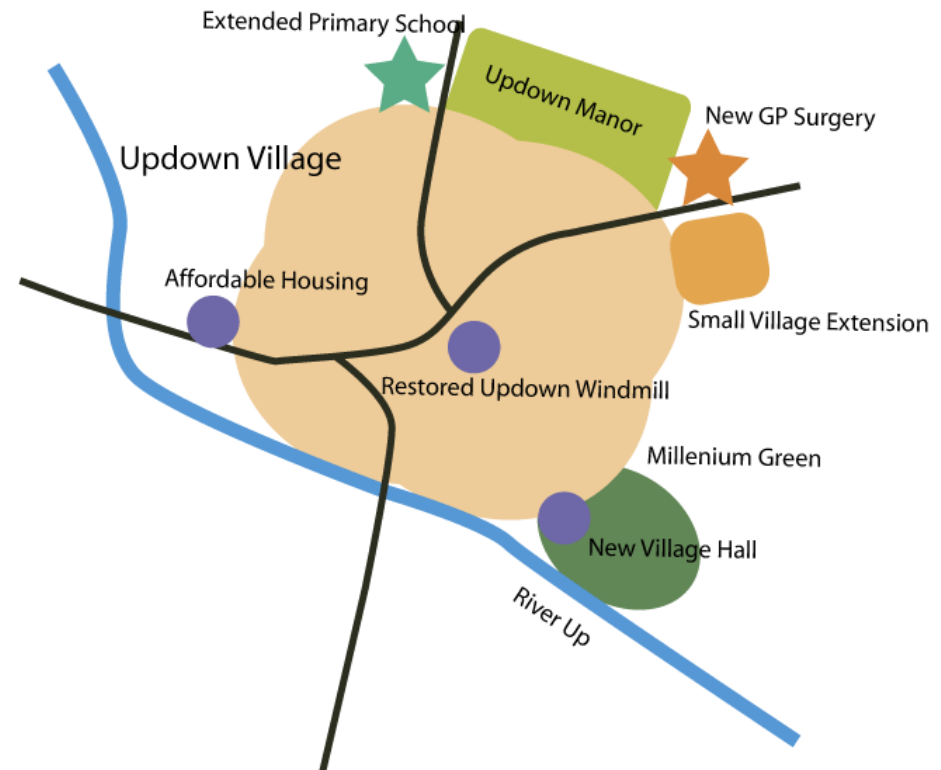 Extended Primary School
Updown Manor
New GP Surgery
Updown Village
Affordable Housing
Small Village Extension
Restored Updown Windmill
Millenium Green
New Village Hall
River Up